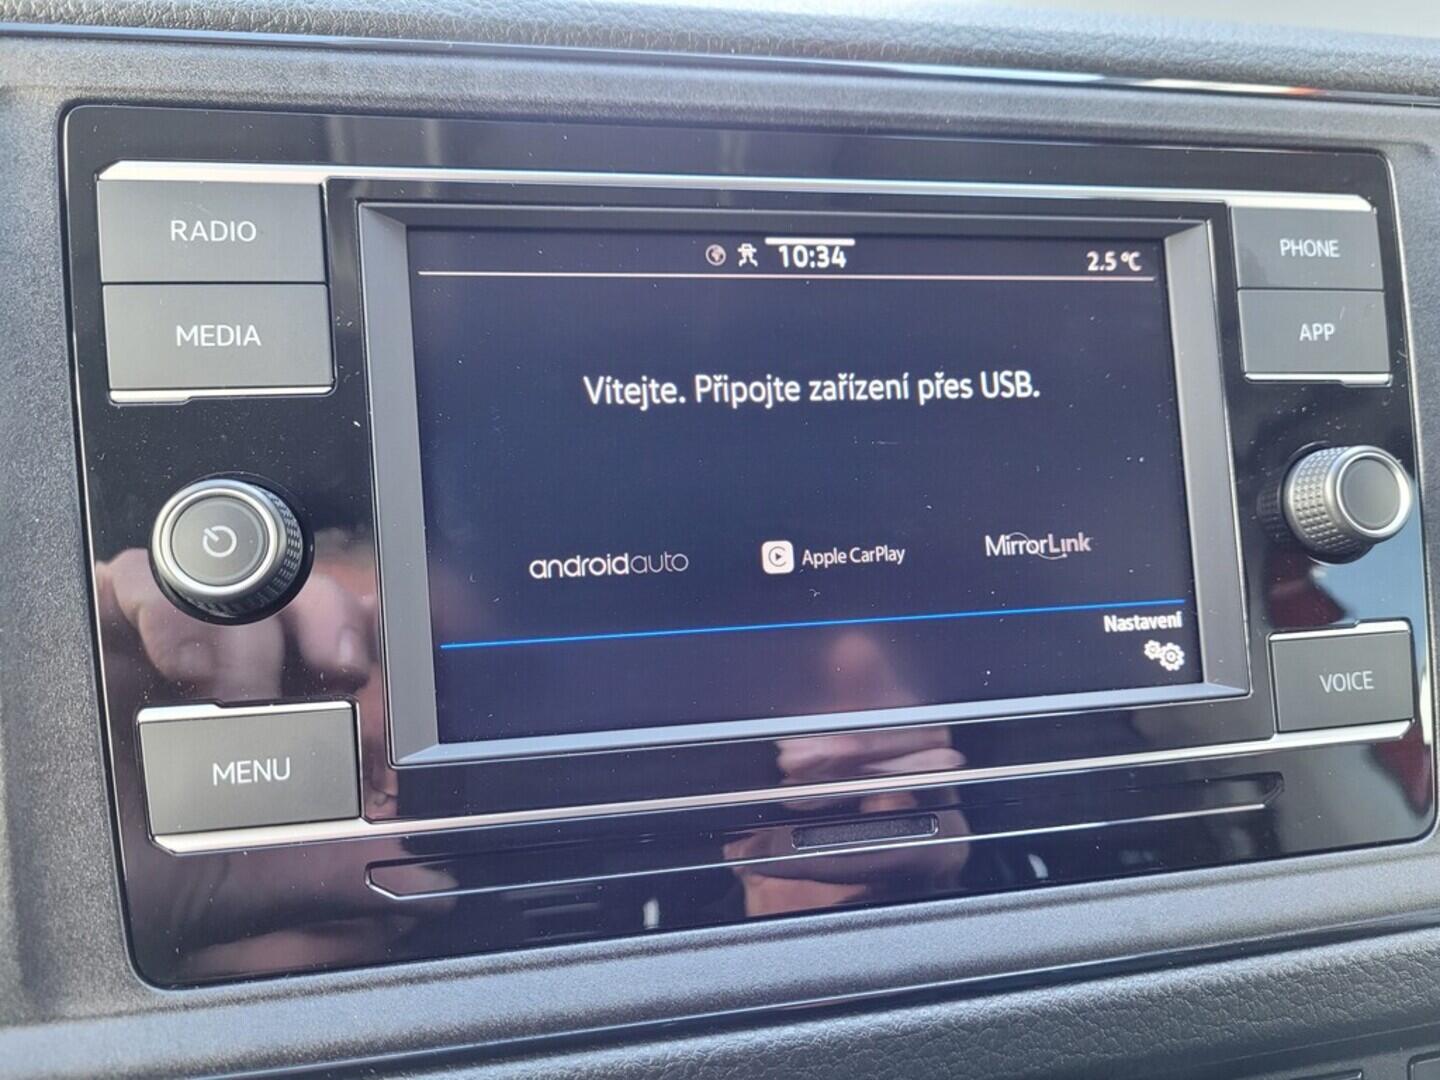 RADIO
MEDIA
MENU
10:34
2.5 °C
Vítejte. Připojte zařízení přes USB.
androidauto
Apple CarPlay
MirrorLink
Nastavení
PHONE
APP
VOICE